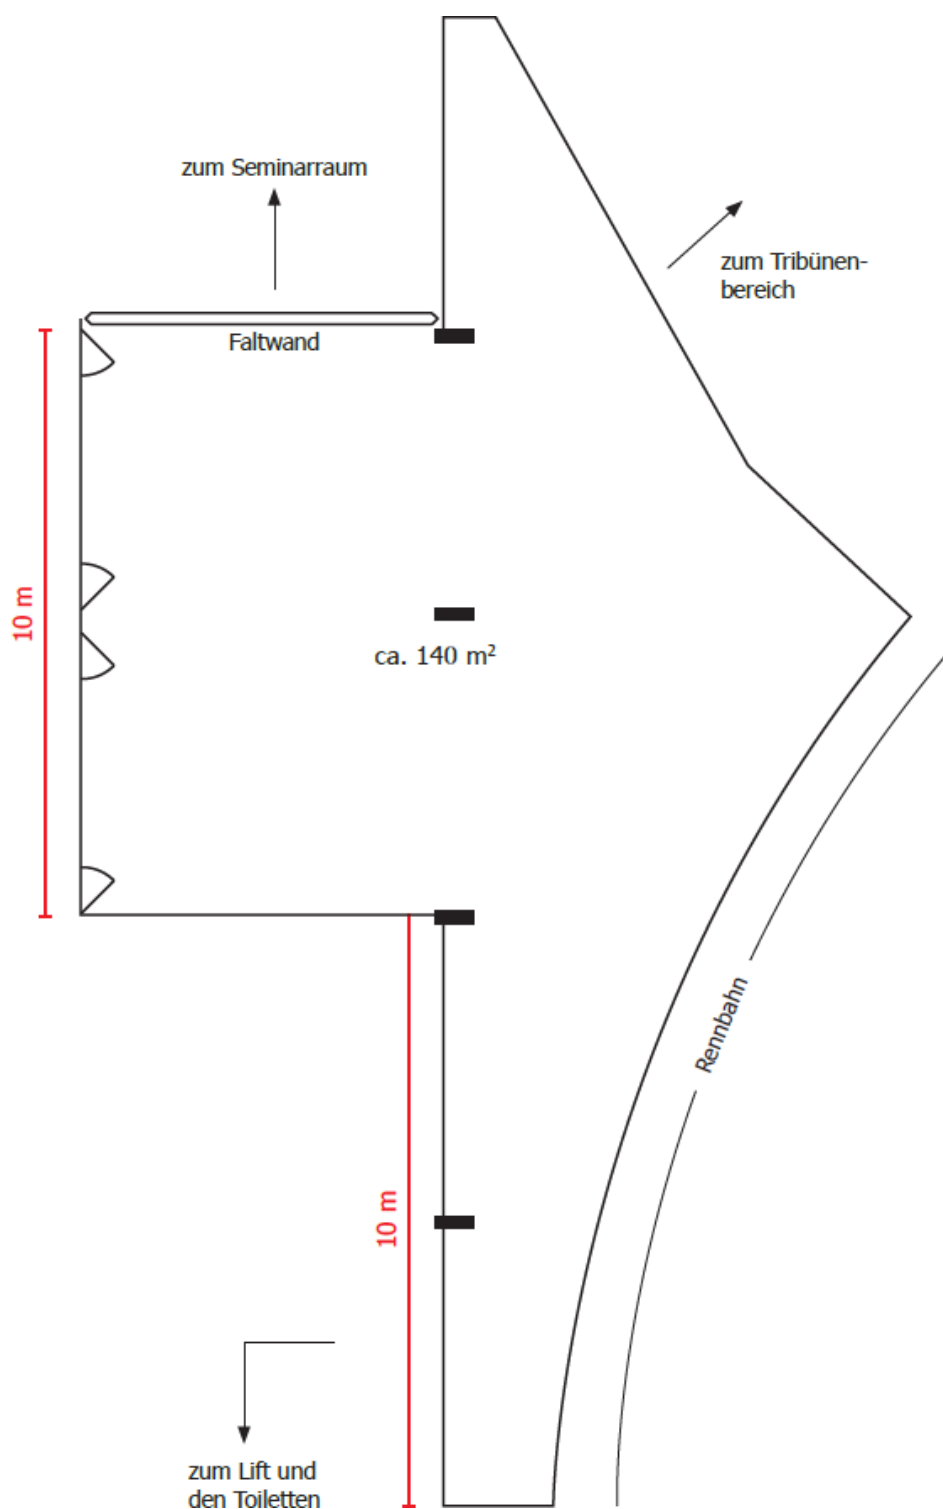 zum Seminarraum
zum Tribünen-
bereich
Faltwand
10 m
ca. 140 m²
Rennbahn
10 m
zum Lift und
den Toiletten